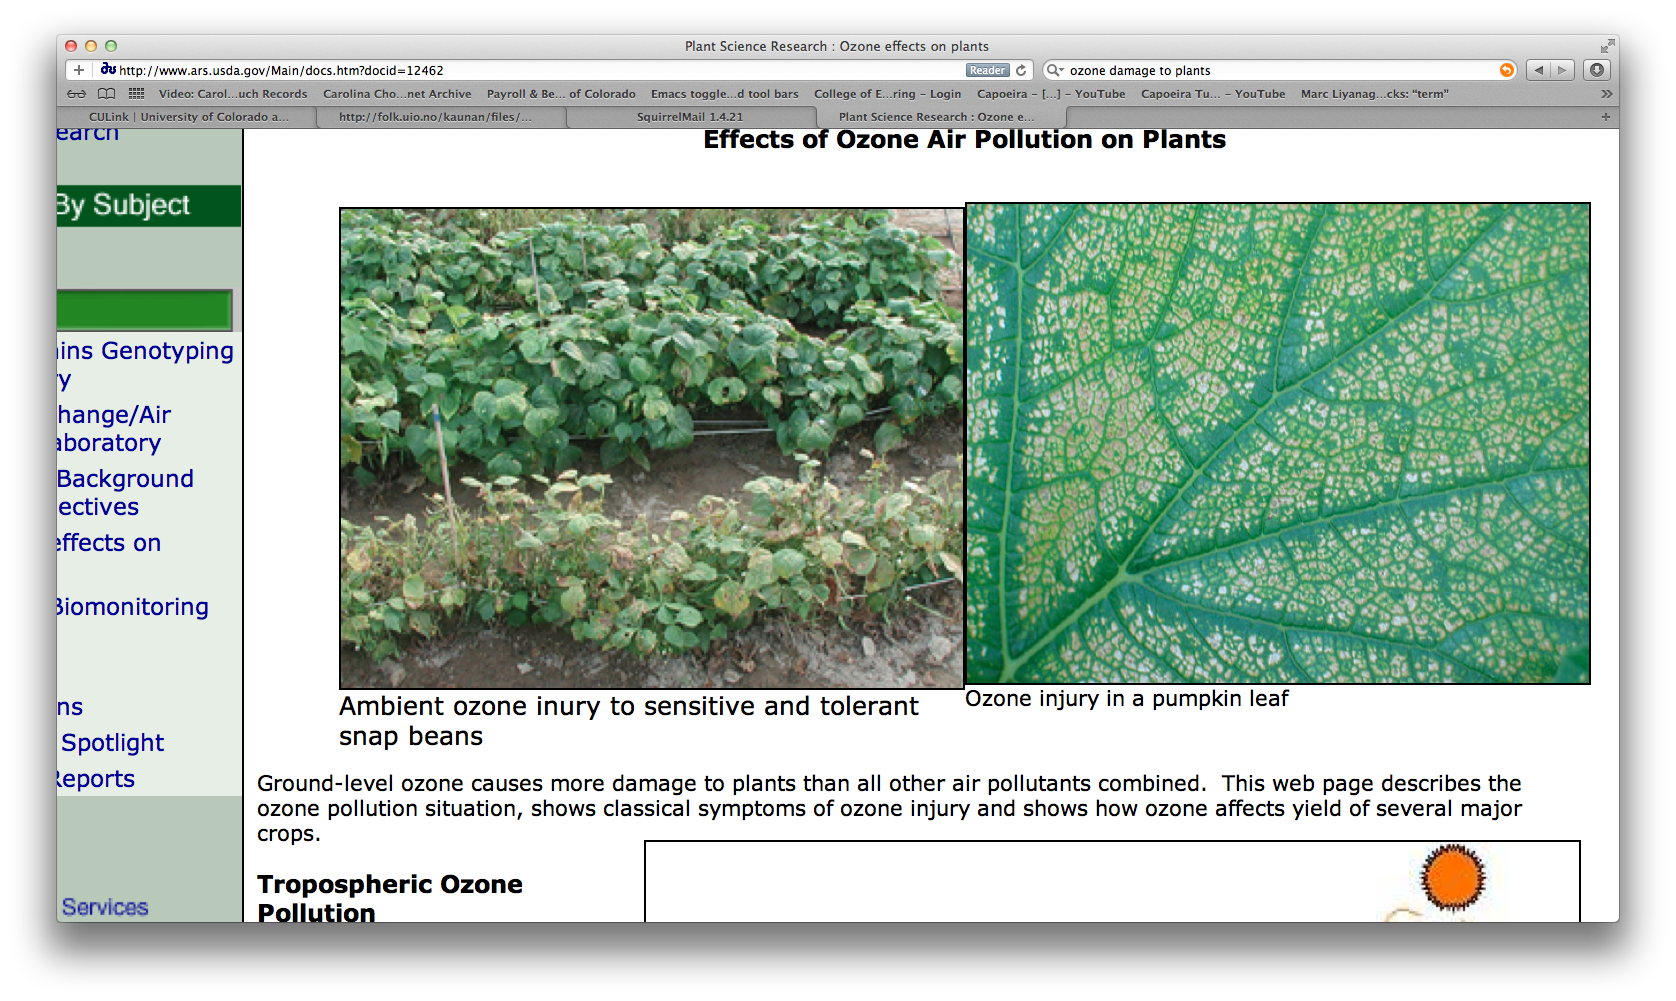 Plant Science Research : Ozone effects on plants
http://www.ars.usda.gov/Main/docs.htm?docid=12462
Reader
ozone damage to plants
Video: Carol...uch Records
Carolina Cho...net Archive
Payroll & Be... of Colorado
Emacs toggle...d tool bars
College of E...ring – Login
Capoeira – [...] – YouTube
Capoeira Tu... – YouTube
Marc Liyanag...cks: “term”
CULink | University of Colorado a...
http://folk.uio.no/kaunan/files/...
SquirrelMail 1.4.21
Plant Science Research : Ozone e...
earch
By Subject
ins Genotyping
ry
hange/Air
aboratory
Background
ectives
effects on
Biomonitoring
ns
Spotlight
Reports
Services
Effects of Ozone Air Pollution on Plants
Ambient ozone inury to sensitive and tolerant
snap beans
Ozone injury in a pumpkin leaf
Ground-level ozone causes more damage to plants than all other air pollutants combined.  This web page describes the
ozone pollution situation, shows classical symptoms of ozone injury and shows how ozone affects yield of several major
crops.
Tropospheric Ozone
Pollution